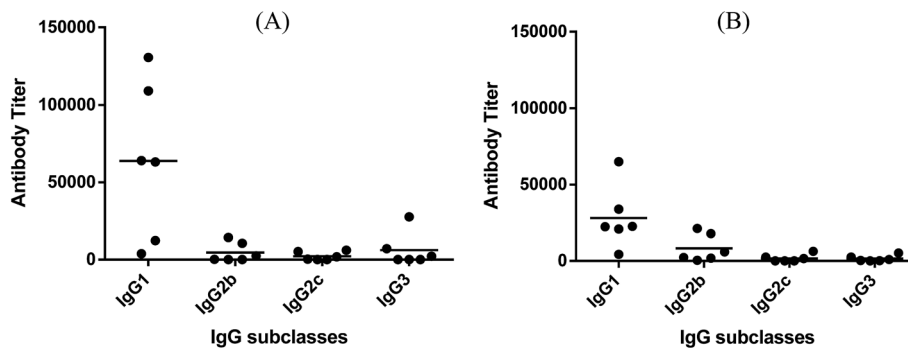 (A)
150000
100000
50000
0
Antibody Titer
IgG1
IgG2b
IgG2c
IgG3
IgG subclasses
(B)
150000
100000
50000
0
Antibody Titer
IgG1
IgG2b
IgG2c
IgG3
IgG subclasses